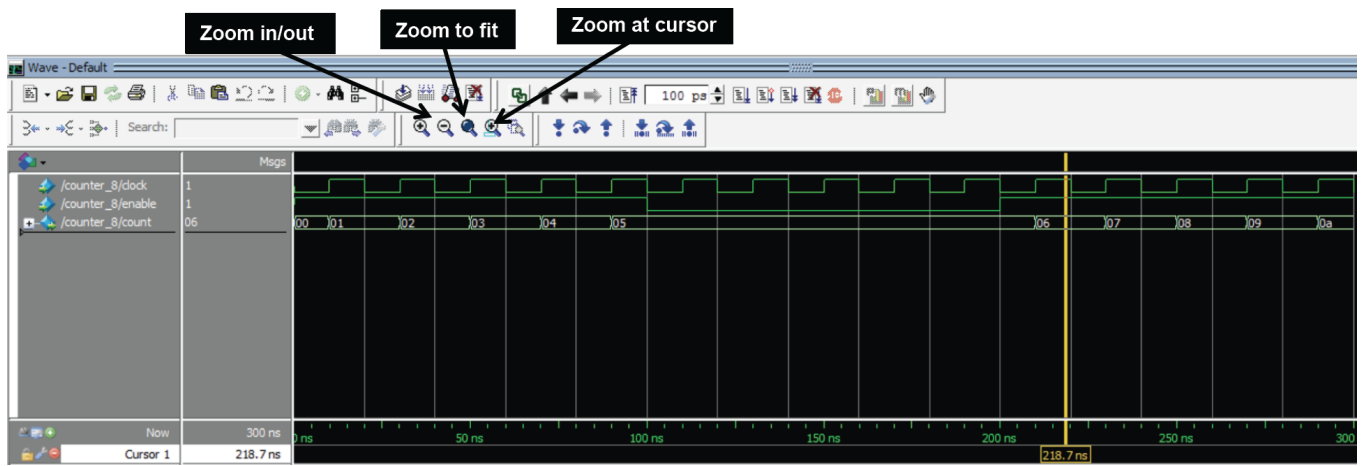 Zoom in/out
Zoom to fit
Zoom at cursor
Wave - Default
100 ps
Search:
Msgs
/counter_8/clock 1
/counter_8/enable 1
/counter_8/count 06 00 01 02 03 04 05 06 07 08 09 0a
Now 300 ns 0 ns 50 ns 100 ns 150 ns 200 ns 250 ns 300
Cursor 1 218.7 ns 218.7 ns